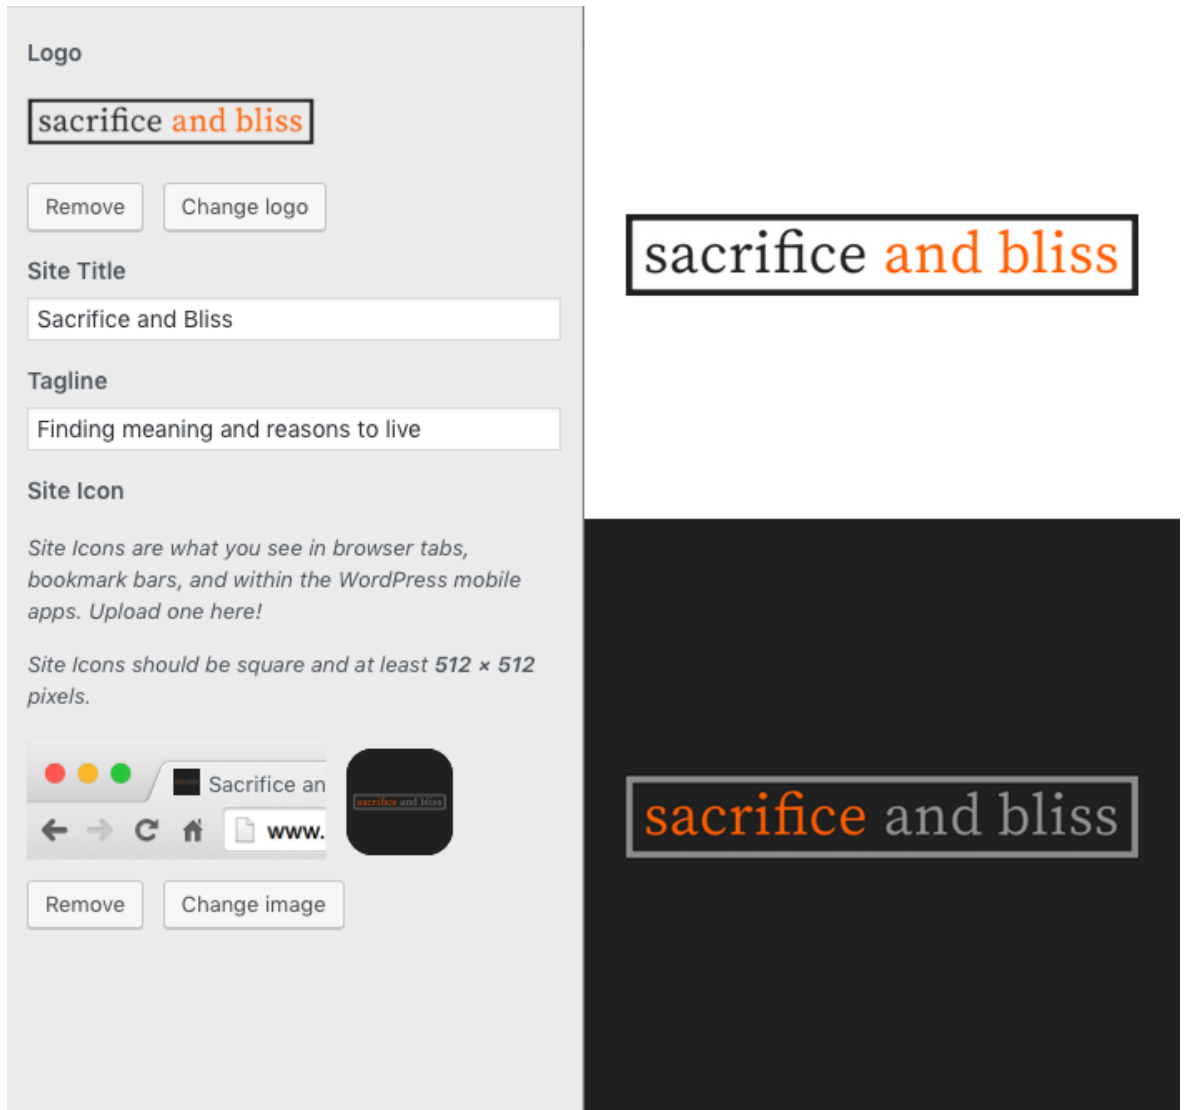 Logo
sacrifice and bliss
Remove
Change logo
Site Title
Sacrifice and Bliss
Tagline
Finding meaning and reasons to live
Site Icon
Site Icons are what you see in browser tabs,
bookmark bars, and within the WordPress mobile
apps. Upload one here!
Site Icons should be square and at least 512 × 512
pixels.
Sacrifice an
www.
sacrifice and bliss
Remove
Change image
sacrifice and bliss
sacrifice and bliss